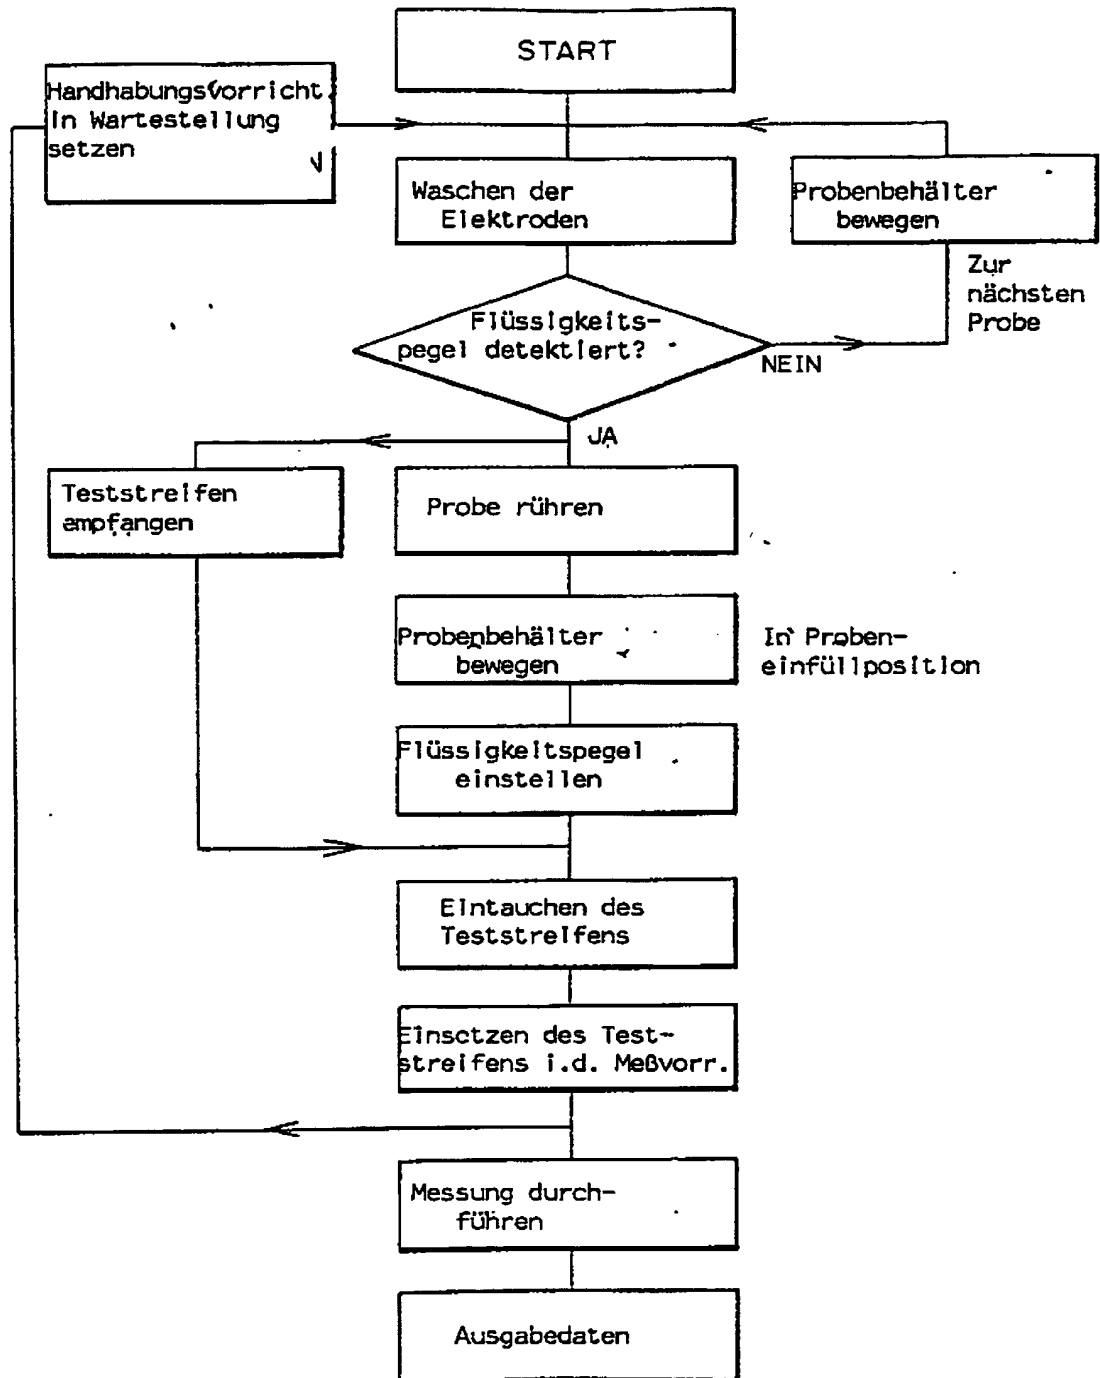 START
Handhabungsvorricht.
in Wartestellung
setzen
Waschen der
Elektroden
Probenbehälter
bewegen
Zur
nächsten
Probe
Flüssigkeits-
pegel detektiert?
NEIN
JA
Teststreifen
empfangen
Probe rühren
Probenbehälter
bewegen
In Proben-
einfüllposition
Flüssigkeitspegel
einstellen
Eintauchen des
Teststreifens
Einsetzen des Test-
streifens i.d. Meßvorr.
Messung durch-
führen
Ausgabedaten